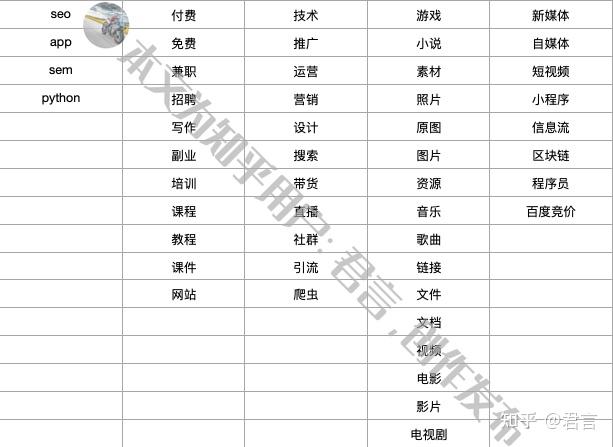 seo 付费 技术 游戏 新媒体
app 免费 推广 小说 自媒体
sem 兼职 运营 素材 短视频
python 招聘 营销 照片 小程序
写作 设计 原图 信息流
副业 搜索 图片 区块链
培训 带货 资源 程序员
课程 直播 音乐 百度竞价
教程 社群 歌曲
课件 引流 链接
网站 爬虫 文件
文档
视频
电影
影片
电视剧
本文为知乎用户:君言,创作发布
知乎 @君言